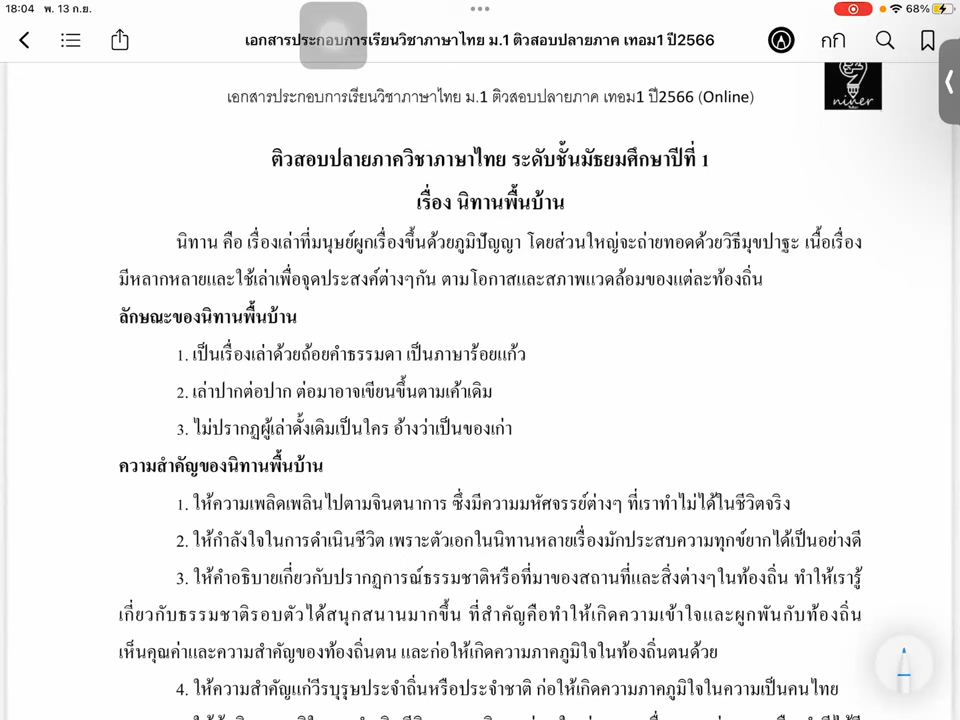 18:04 พ. 13 ก.ย.
68%
เอกสารประกอบการเรียนวิชาภาษาไทย ม.1 ติวสอบปลายภาค เทอม1 ปี2566
กก
เอกสารประกอบการเรียนวิชาภาษาไทย ม.1 ติวสอบปลายภาค เทอม1 ปี2566 (Online)
niner
ติวสอบปลายภาควิชาภาษาไทย ระดับชั้นมัธยมศึกษาปีที่ 1
เรื่อง นิทานพื้นบ้าน
นิทาน คือ เรื่องเล่าที่มนุษย์ผูกเรื่องขึ้นด้วยภูมิปัญญา โดยส่วนใหญ่จะถ่ายทอดด้วยวิธีมุขปาฐะ เนื้อเรื่อง
มีหลากหลายและใช้เล่าเพื่อจุดประสงค์ต่างๆกัน ตามโอกาสและสภาพแวดล้อมของแต่ละท้องถิ่น
ลักษณะของนิทานพื้นบ้าน
1. เป็นเรื่องเล่าด้วยถ้อยคำธรรมดา เป็นภาษาร้อยแก้ว
2. เล่าปากต่อปาก ต่อมาอาจเขียนขึ้นตามเค้าเดิม
3. ไม่ปรากฏผู้เล่าดั้งเดิมเป็นใคร อ้างว่าเป็นของเก่า
ความสำคัญของนิทานพื้นบ้าน
1. ให้ความเพลิดเพลินไปตามจินตนาการ ซึ่งมีความมหัศจรรย์ต่างๆ ที่เราทำไม่ได้ในชีวิตจริง
2. ให้กำลังใจในการดำเนินชีวิต เพราะตัวเอกในนิทานหลายเรื่องมักประสบความทุกข์ยากได้เป็นอย่างดี
3. ให้คำอธิบายเกี่ยวกับปรากฏการณ์ธรรมชาติหรือที่มาของสถานที่และสิ่งต่างๆในท้องถิ่น ทำให้เรารู้
เกี่ยวกับธรรมชาติรอบตัวได้สนุกสนานมากขึ้น ที่สำคัญคือทำให้เกิดความเข้าใจและผูกพันกับท้องถิ่น
เห็นคุณค่าและความสำคัญของท้องถิ่นตน และก่อให้เกิดความภาคภูมิใจในท้องถิ่นตนด้วย
4. ให้ความสำคัญแก่วีรบุรุษประจำถิ่นหรือประจำชาติ ก่อให้เกิดความภาคภูมิใจในความเป็นคนไทย